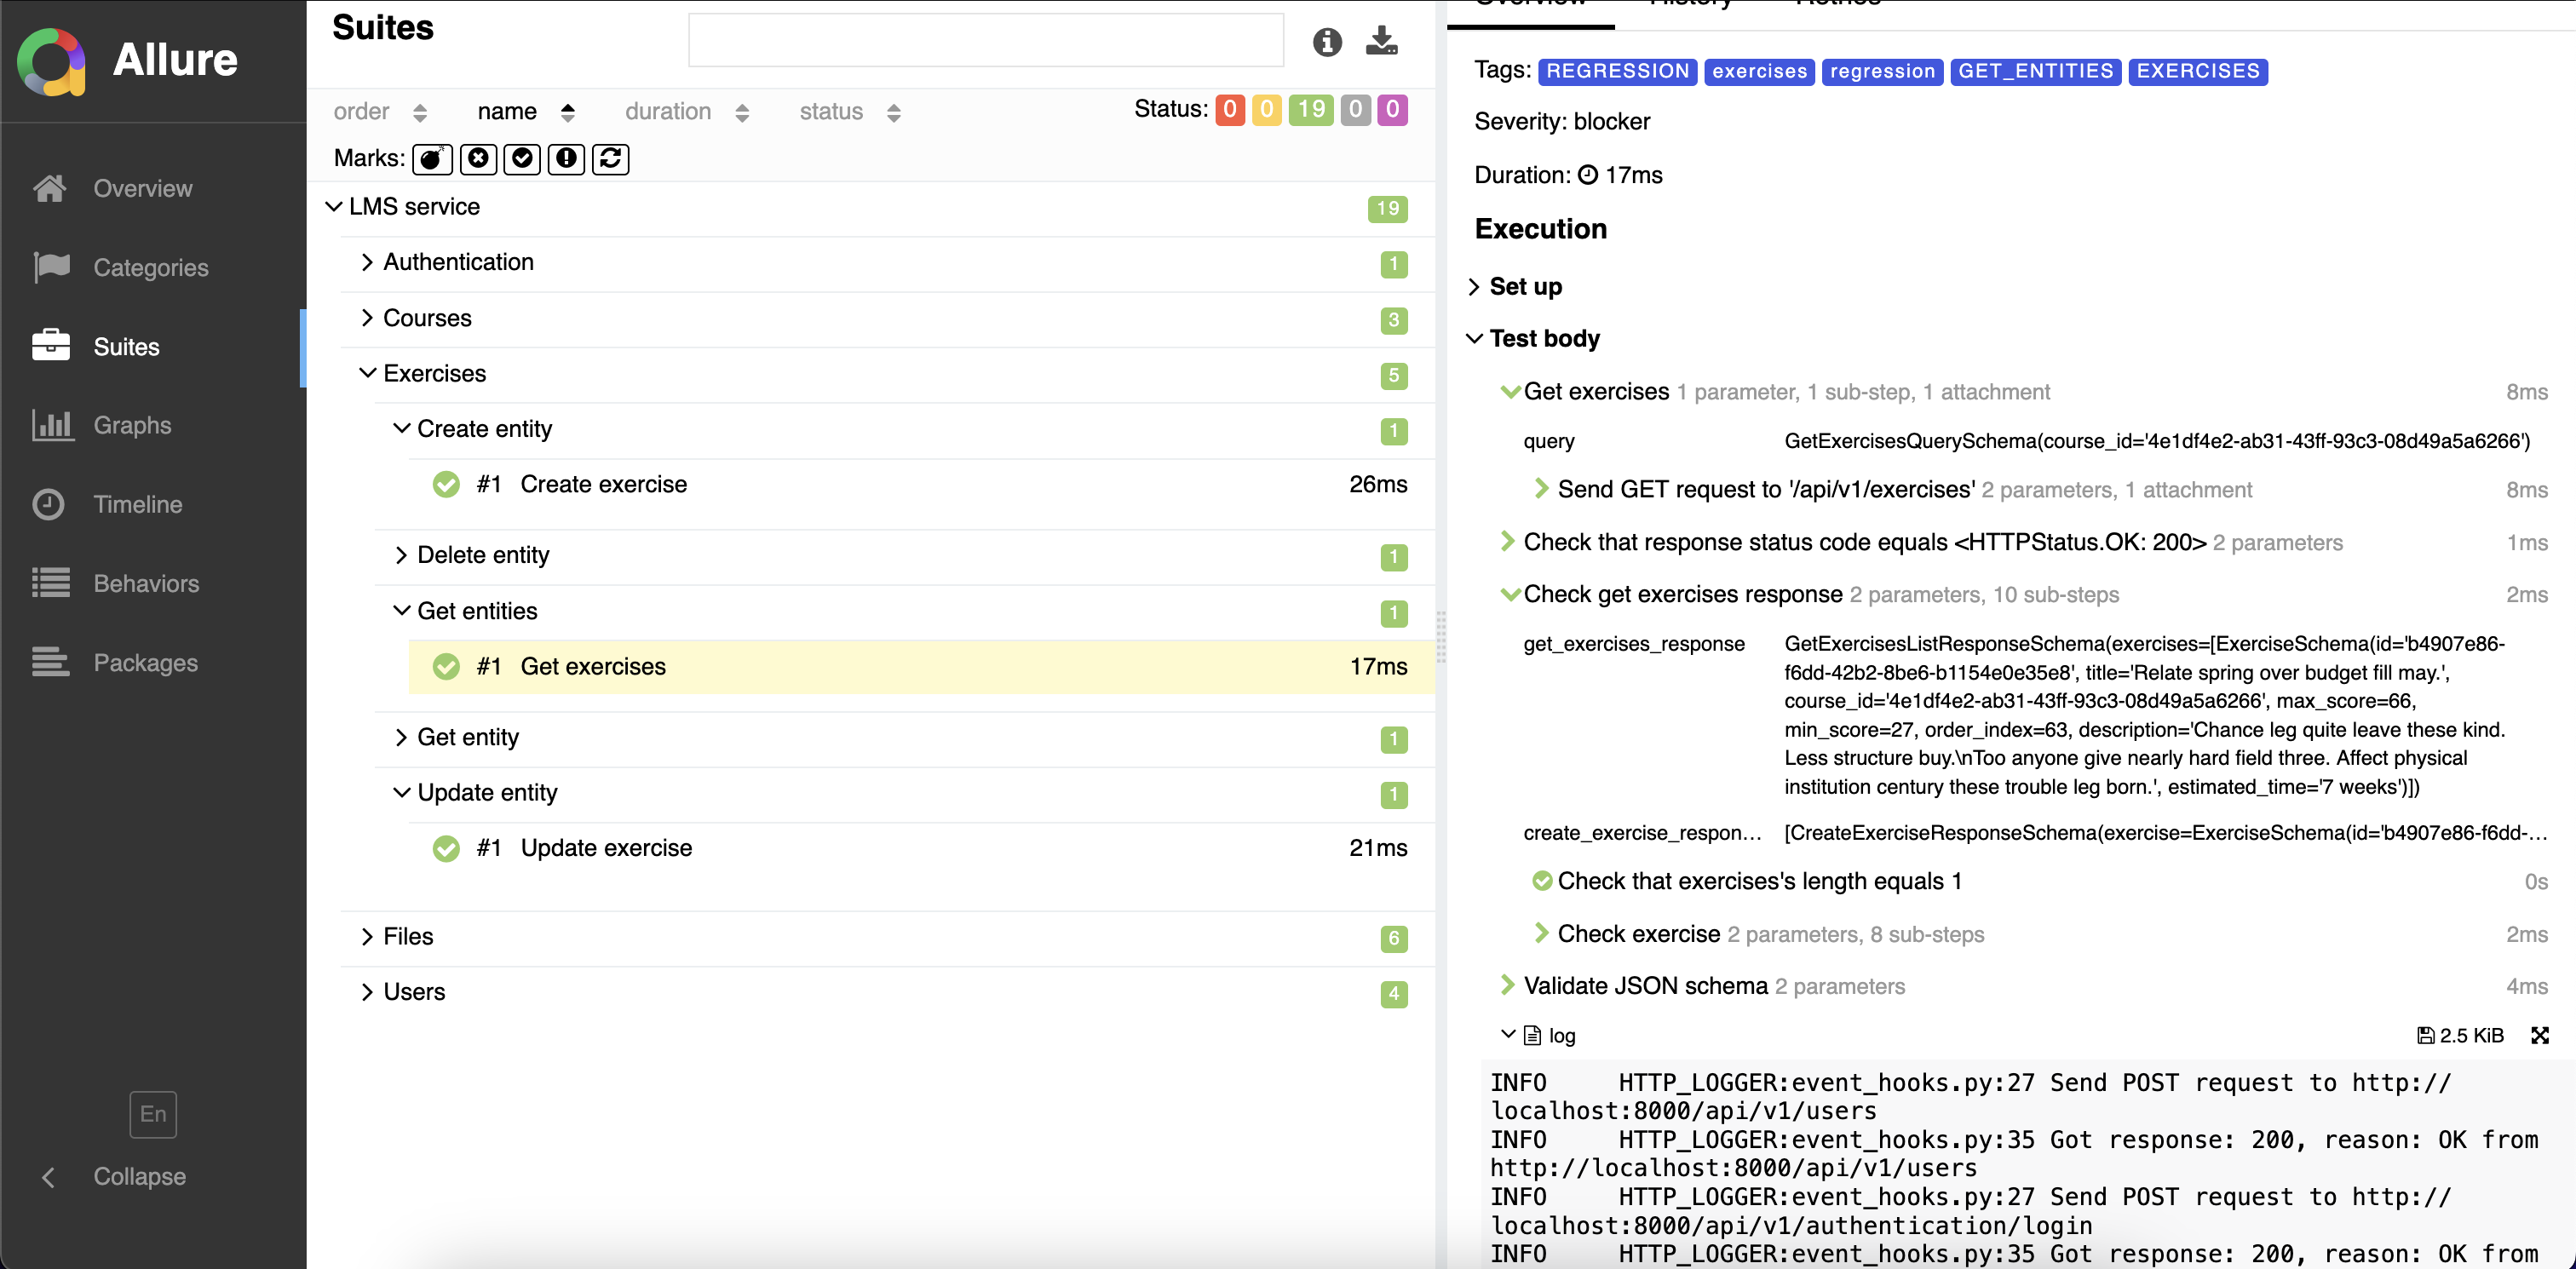 Allure
Overview
Categories
Suites
Graphs
Timeline
Behaviors
Packages
En
Collapse
Suites
order name duration status
Status: 0 0 19 0 0
Marks:
LMS service 19
Authentication 1
Courses 3
Exercises 5
Create entity 1
#1 Create exercise 26ms
Delete entity 1
Get entities 1
#1 Get exercises 17ms
Get entity 1
Update entity 1
#1 Update exercise 21ms
Files 6
Users 4
Overview History Retries
Tags: REGRESSION exercises regression GET_ENTITIES EXERCISES
Severity: blocker
Duration: 17ms
Execution
Set up
Test body
Get exercises 1 parameter, 1 sub-step, 1 attachment 8ms
query GetExercisesQuerySchema(course_id='4e1df4e2-ab31-43ff-93c3-08d49a5a6266')
Send GET request to '/api/v1/exercises' 2 parameters, 1 attachment 8ms
Check that response status code equals <HTTPStatus.OK: 200> 2 parameters 1ms
Check get exercises response 2 parameters, 10 sub-steps 2ms
get_exercises_response GetExercisesListResponseSchema(exercises=[ExerciseSchema(id='b4907e86-
f6dd-42b2-8be6-b1154e0e35e8', title='Relate spring over budget fill may.',
course_id='4e1df4e2-ab31-43ff-93c3-08d49a5a6266', max_score=66,
min_score=27, order_index=63, description='Chance leg quite leave these kind.
Less structure buy.\nToo anyone give nearly hard field three. Affect physical
institution century these trouble leg born.', estimated_time='7 weeks')])
create_exercise_respon… [CreateExerciseResponseSchema(exercise=ExerciseSchema(id='b4907e86-f6dd-…
Check that exercises's length equals 1 0s
Check exercise 2 parameters, 8 sub-steps 2ms
Validate JSON schema 2 parameters 4ms
log 2.5 KiB
INFO     HTTP_LOGGER:event_hooks.py:27 Send POST request to http://
localhost:8000/api/v1/users
INFO     HTTP_LOGGER:event_hooks.py:35 Got response: 200, reason: OK from
http://localhost:8000/api/v1/users
INFO     HTTP_LOGGER:event_hooks.py:27 Send POST request to http://
localhost:8000/api/v1/authentication/login
INFO     HTTP_LOGGER:event_hooks.py:35 Got response: 200, reason: OK from